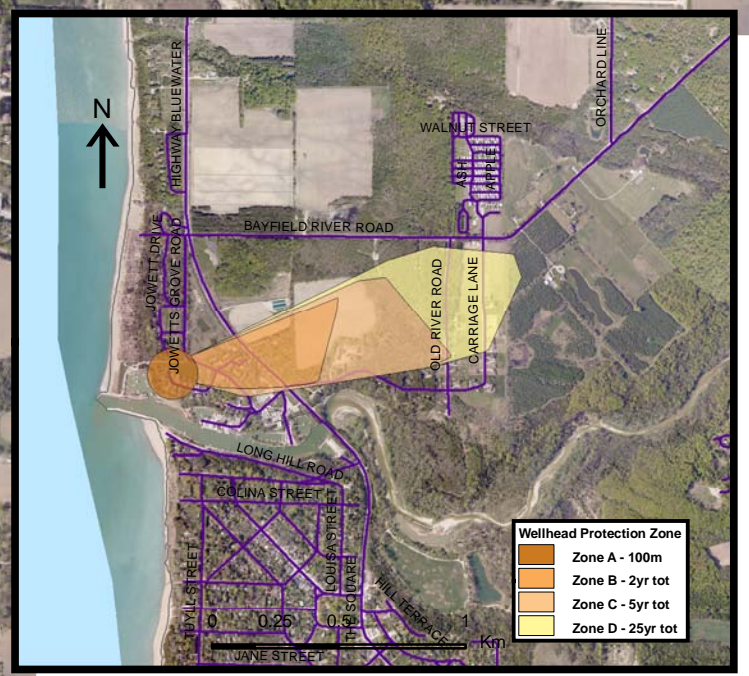 N
HIGHWAY BLUEWATER
ORCHARD LINE
WALNUT STREET
ASH
APPLE
BAYFIELD RIVER ROAD
JOWETT DRIVE
JOWETTS GROVE ROAD
OLD RIVER ROAD
CARRIAGE LANE
LONG HILL ROAD
COLINA STREET
LOUISA STREET
TUYLL STREET
THE SQUARE
HILL TERRACE
0 0.25 0.5 1
Km
JANE STREET
Wellhead Protection Zone
Zone A - 100m
Zone B - 2yr tot
Zone C - 5yr tot
Zone D - 25yr tot